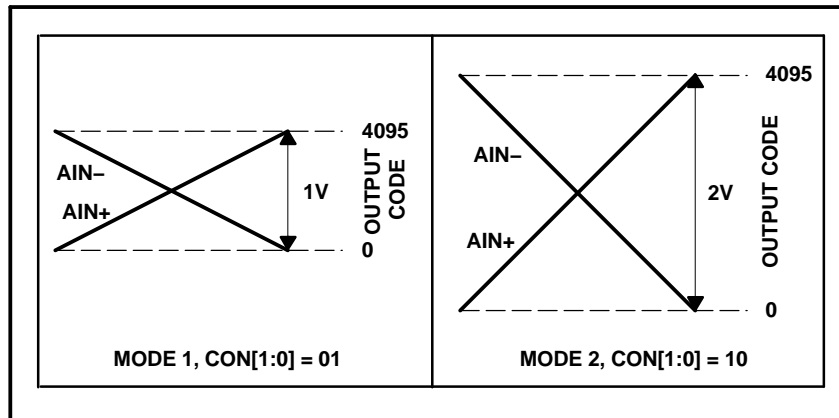 4095
AIN–
1V
AIN+
OUTPUT
CODE
0
MODE 1, CON[1:0] = 01
4095
AIN–
2V
AIN+
OUTPUT CODE
0
MODE 2, CON[1:0] = 10